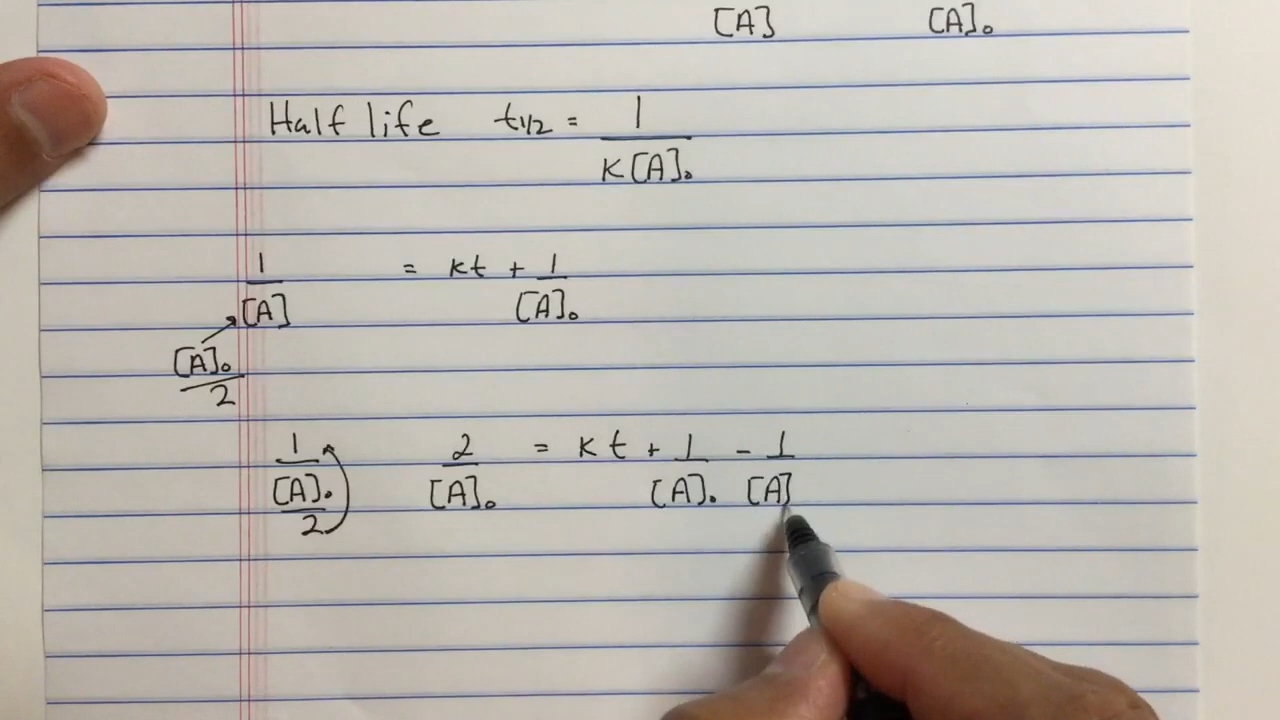 [A] [A]₀
Half life t1/2 = 1
K[A]₀
1 = kt + 1
[A] [A]₀
[A]₀
2
1 2 = kt + 1 - 1
[A]₀ [A]₀ [A]₀ [A]
2